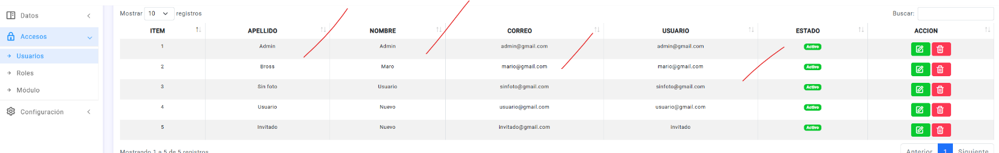 Datos
Accesos
Usuarios
Roles
Módulo
Configuración
Mostrar 10 registros
Buscar:
ITEM APELLIDO NOMBRE CORREO USUARIO ESTADO ACCION
1 Admin Admin admin@gmail.com admin@gmail.com Activo
2 Bross Maro mario@gmail.com mario@gmail.com Activo
3 Sin foto Usuario sinfoto@gmail.com sinfoto@gmail.com Activo
4 Usuario Nuevo usuario@gmail.com usuario@gmail.com Activo
5 Invitado Nuevo invitado@gmail.com invitado Activo
Mostrando 1 a 5 de 5 registros
Anterior 1 Siguiente